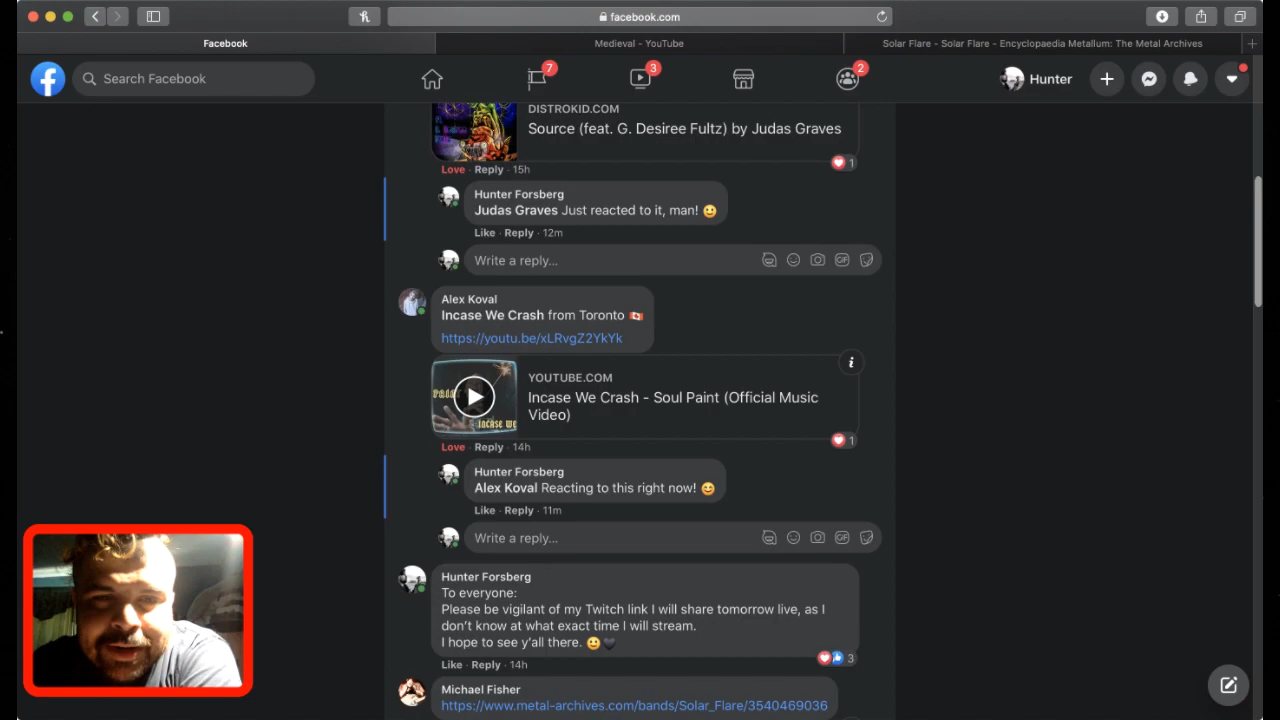 facebook.com
Facebook
Medieval - YouTube
Solar Flare - Solar Flare - Encyclopaedia Metallum: The Metal Archives
Search Facebook
7
3
2
Hunter
DISTROKID.COM
Source (feat. G. Desiree Fultz) by Judas Graves
1
Love · Reply · 15h
Hunter Forsberg
Judas Graves Just reacted to it, man! 🙂
Like · Reply · 12m
Write a reply...
GIF
Alex Koval
Incase We Crash from Toronto 🇨🇦
https://youtu.be/xLRvgZ2YkYk
YOUTUBE.COM
Incase We Crash - Soul Paint (Official Music
Video)
PAINT
INCASE WE
1
Love · Reply · 14h
Hunter Forsberg
Alex Koval Reacting to this right now! 😊
Like · Reply · 11m
Write a reply...
GIF
Hunter Forsberg
To everyone:
Please be vigilant of my Twitch link I will share tomorrow live, as I
don't know at what exact time I will stream.
I hope to see y'all there. 🙂🖤
3
Like · Reply · 14h
Michael Fisher
https://www.metal-archives.com/bands/Solar_Flare/3540469036